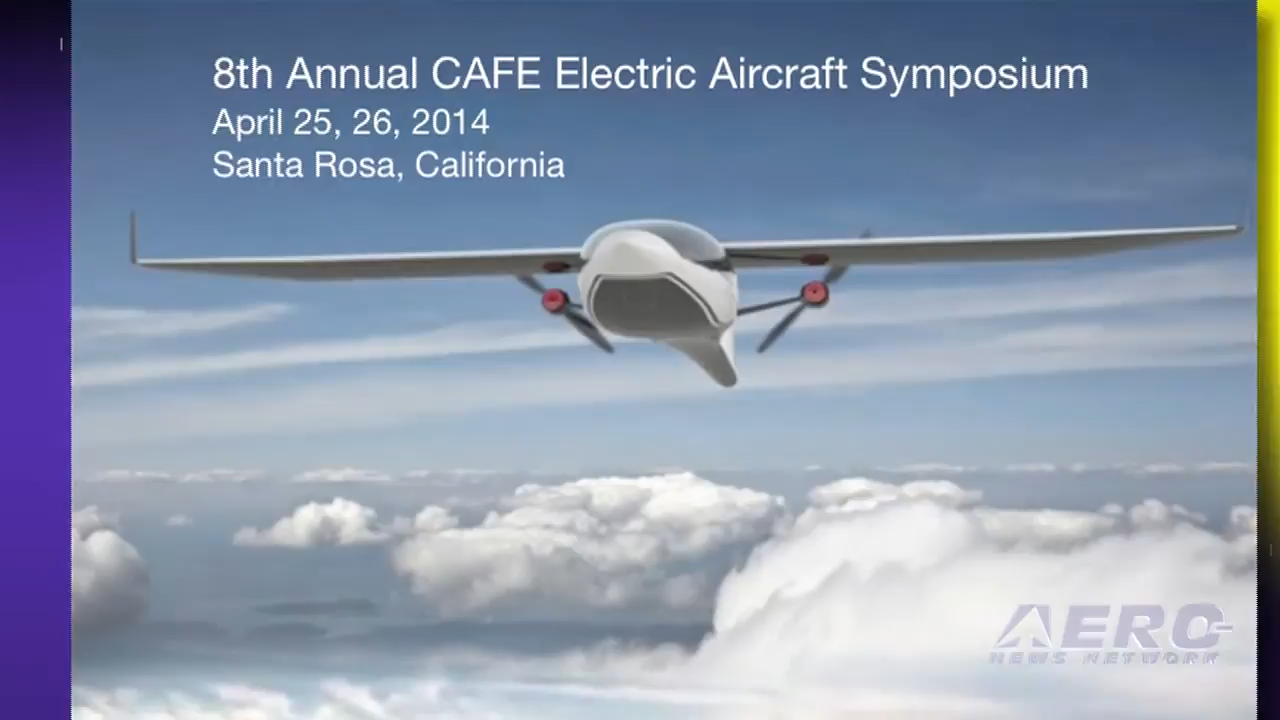 8th Annual CAFE Electric Aircraft Symposium
April 25, 26, 2014
Santa Rosa, California
AERO
NEWS NETWORK